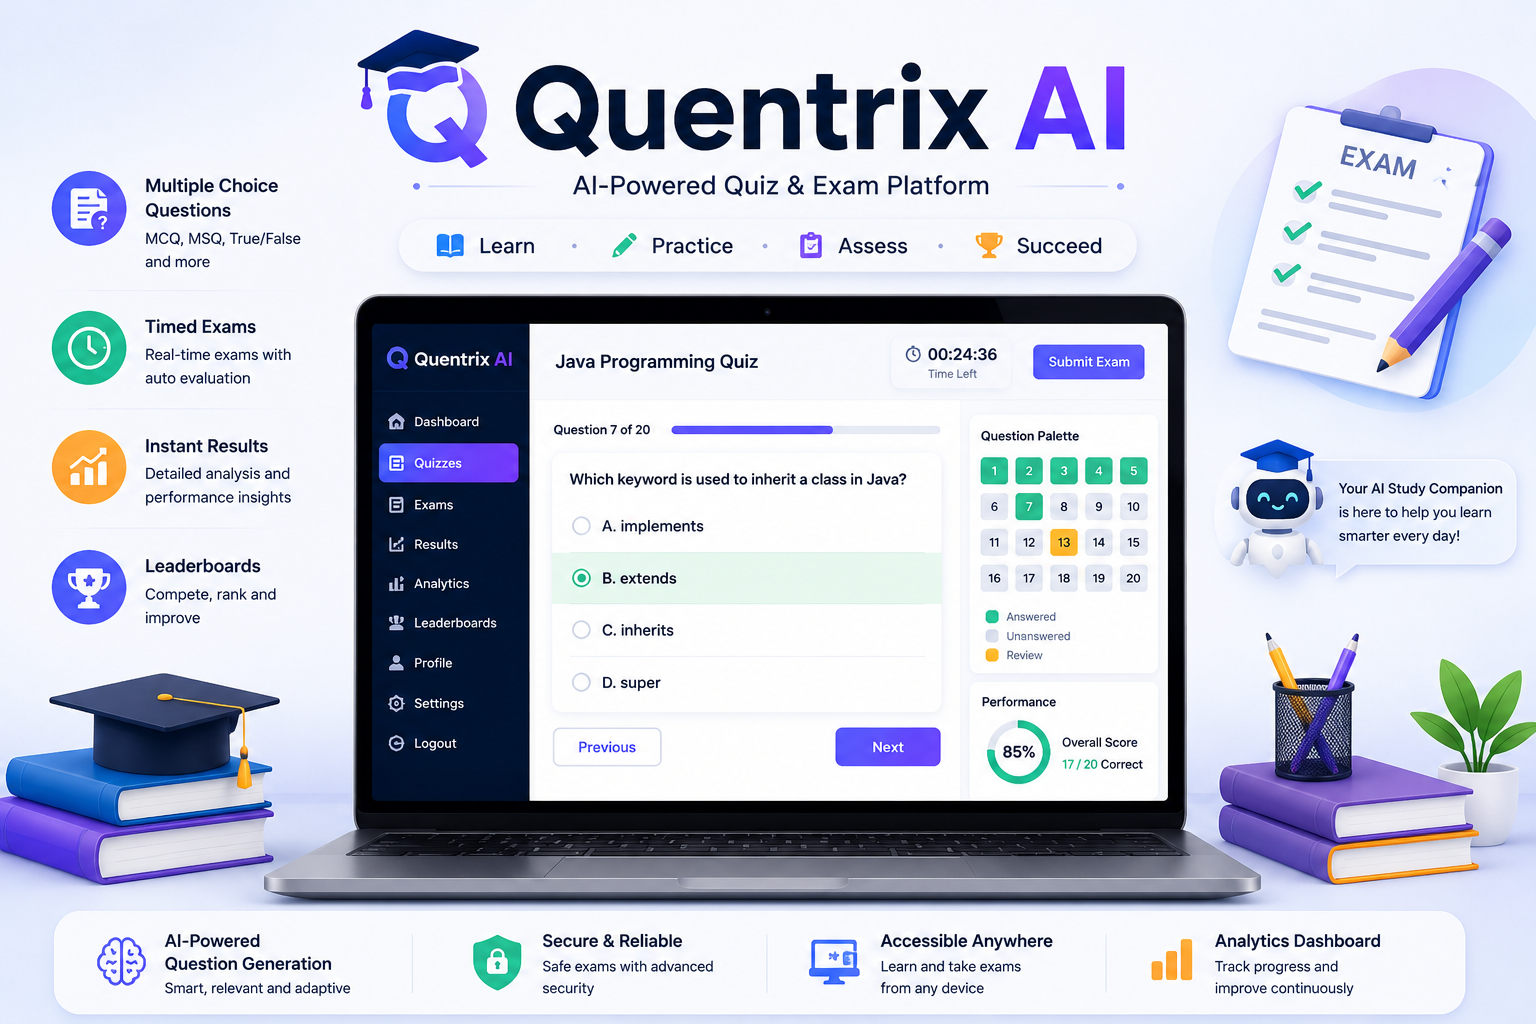 Quentrix AI
AI-Powered Quiz & Exam Platform
Learn • Practice • Assess • Succeed
Multiple Choice
Questions
MCQ, MSQ, True/False
and more
Timed Exams
Real-time exams with
auto evaluation
Instant Results
Detailed analysis and
performance insights
Leaderboards
Compete, rank and
improve
Quentrix AI
Dashboard
Quizzes
Exams
Results
Analytics
Leaderboards
Profile
Settings
Logout
Java Programming Quiz
00:24:36
Time Left
Submit Exam
Question 7 of 20
Which keyword is used to inherit a class in Java?
A. implements
B. extends
C. inherits
D. super
Previous
Next
Question Palette
1 2 3 4 5
6 7 8 9 10
11 12 13 14 15
16 17 18 19 20
Answered
Unanswered
Review
Performance
85%
Overall Score
17 / 20 Correct
EXAM
Your AI Study Companion
is here to help you learn
smarter every day!
AI-Powered
Question Generation
Smart, relevant and adaptive
Secure & Reliable
Safe exams with advanced
security
Accessible Anywhere
Learn and take exams
from any device
Analytics Dashboard
Track progress and
improve continuously